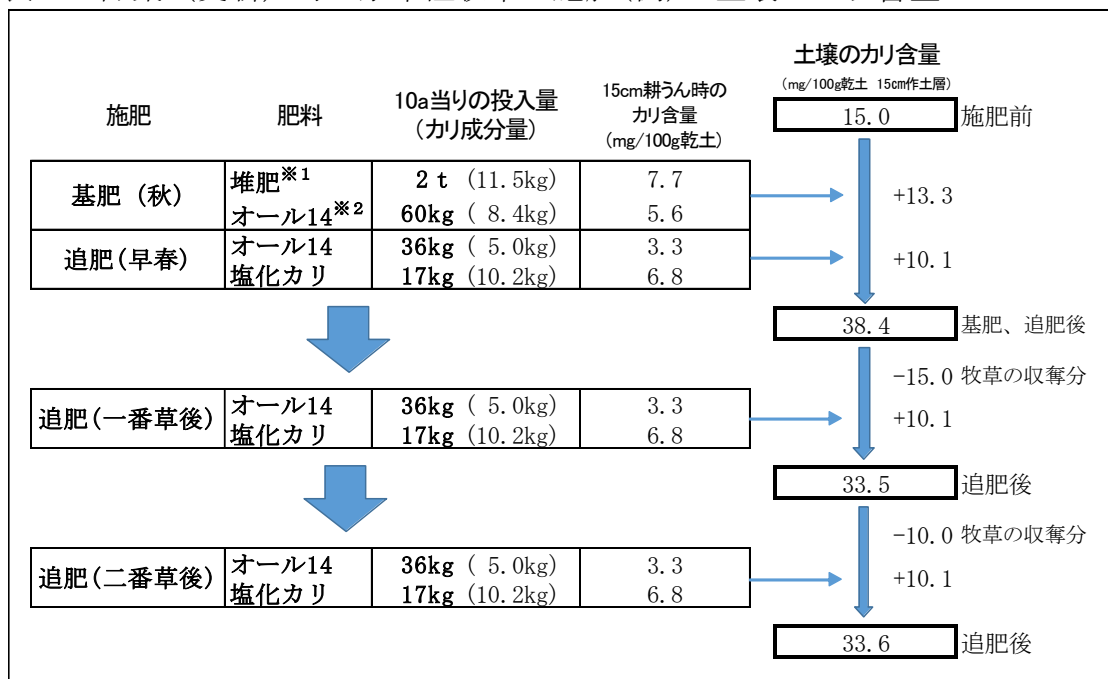 土壌のカリ含量
(mg/100g乾土 15cm作土層)
施肥 肥料 10a当りの投入量 (カリ成分量) 15cm耕うん時の カリ含量 (mg/100g乾土)
15.0 施肥前
基肥 (秋) 堆肥※1 2t (11.5kg) 7.7
オール14※2 60kg ( 8.4kg) 5.6
+13.3
追肥(早春) オール14 36kg ( 5.0kg) 3.3
塩化カリ 17kg (10.2kg) 6.8
+10.1
38.4 基肥、追肥後
-15.0 牧草の収奪分
追肥(一番草後) オール14 36kg ( 5.0kg) 3.3
塩化カリ 17kg (10.2kg) 6.8
+10.1
33.5 追肥後
-10.0 牧草の収奪分
追肥(二番草後) オール14 36kg ( 5.0kg) 3.3
塩化カリ 17kg (10.2kg) 6.8
+10.1
33.6 追肥後